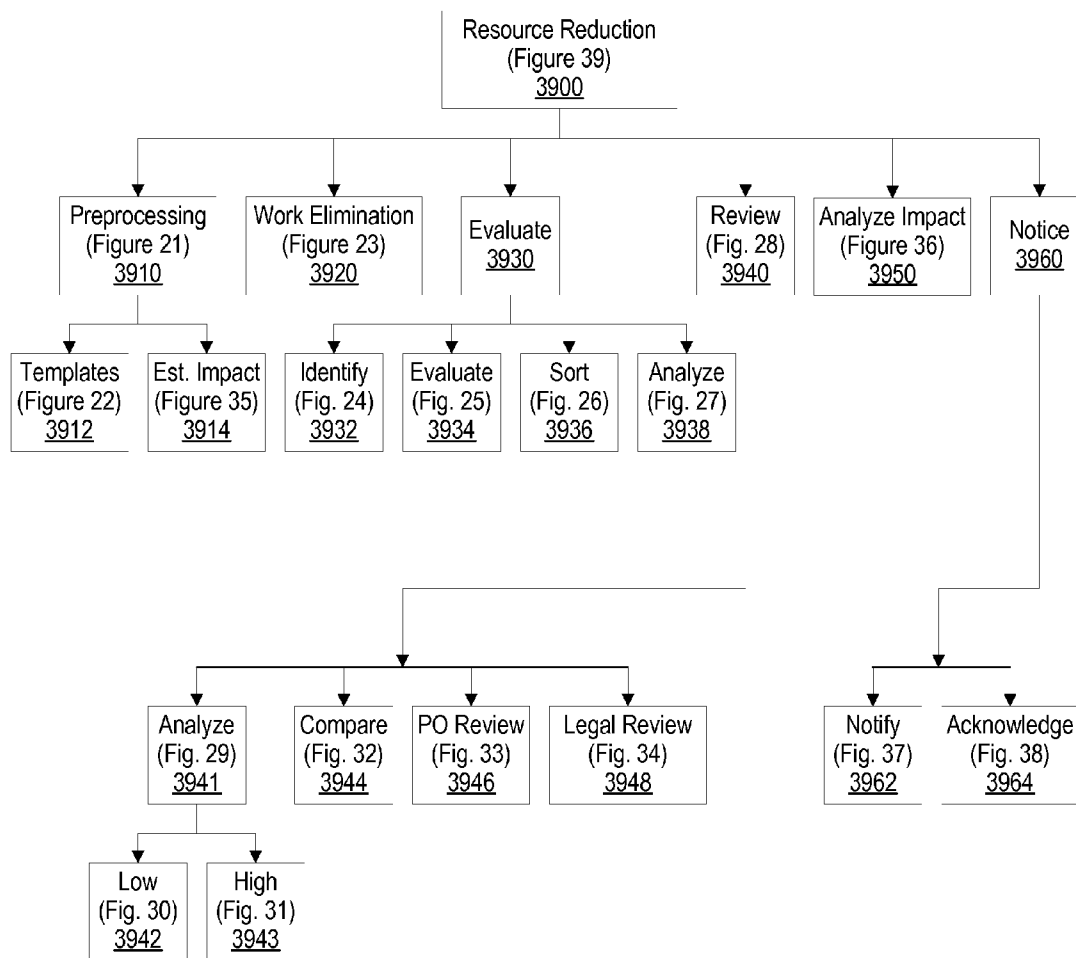 Resource Reduction
(Figure 39)
3900
Preprocessing
(Figure 21)
3910
Work Elimination
(Figure 23)
3920
Evaluate
3930
Review
(Fig. 28)
3940
Analyze Impact
(Figure 36)
3950
Notice
3960
Templates
(Figure 22)
3912
Est. Impact
(Figure 35)
3914
Identify
(Fig. 24)
3932
Evaluate
(Fig. 25)
3934
Sort
(Fig. 26)
3936
Analyze
(Fig. 27)
3938
Analyze
(Fig. 29)
3941
Compare
(Fig. 32)
3944
PO Review
(Fig. 33)
3946
Legal Review
(Fig. 34)
3948
Notify
(Fig. 37)
3962
Acknowledge
(Fig. 38)
3964
Low
(Fig. 30)
3942
High
(Fig. 31)
3943